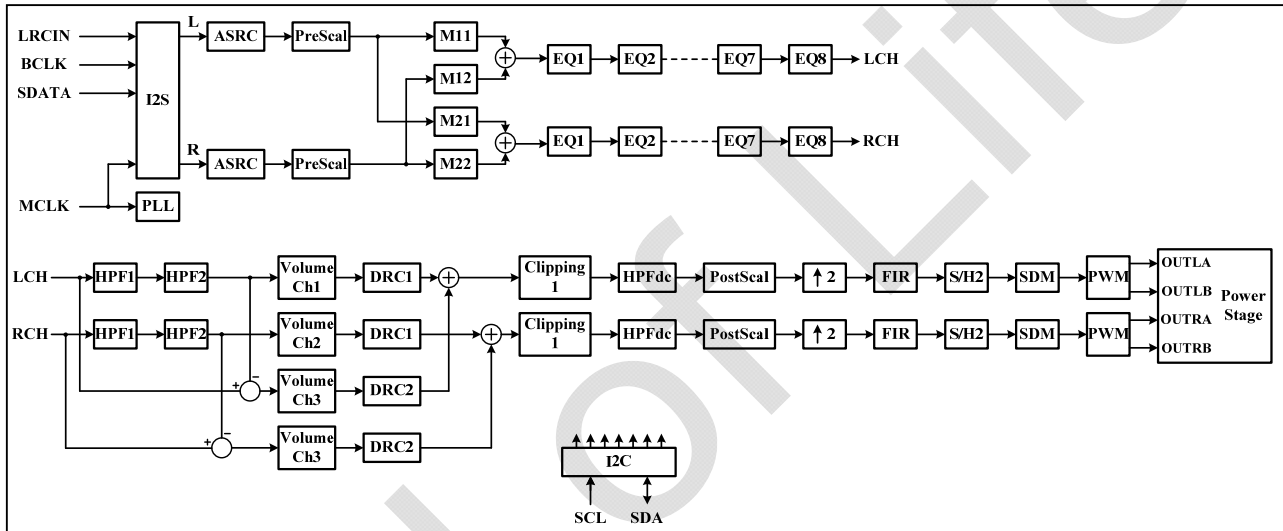 LRCIN
BCLK
SDATA
MCLK
I2S
PLL
L
R
ASRC
PreScal
ASRC
PreScal
M11
M12
M21
M22
+
+
EQ1
EQ2
EQ7
EQ8
LCH
EQ1
EQ2
EQ7
EQ8
RCH
LCH
HPF1
HPF2
Volume
Ch1
DRC1
+
Clipping
1
HPFdc
PostScal
↑ 2
FIR
S/H2
SDM
PWM
OUTLA
OUTLB
RCH
HPF1
HPF2
Volume
Ch2
DRC1
+
Clipping
1
HPFdc
PostScal
↑ 2
FIR
S/H2
SDM
PWM
OUTRA
OUTRB
Power
Stage
+
−
Volume
Ch3
DRC2
+
−
Volume
Ch3
DRC2
I2C
SCL
SDA
of Life